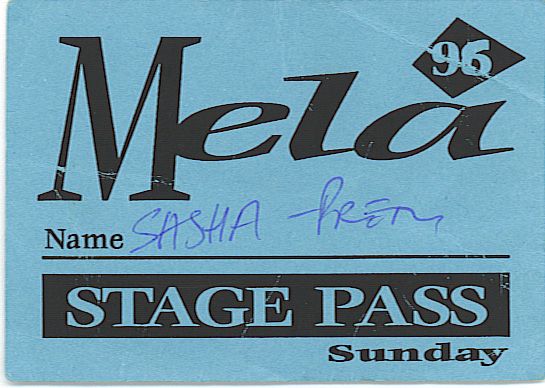 Mela 96
Name SASHA
STAGE PASS
Sunday